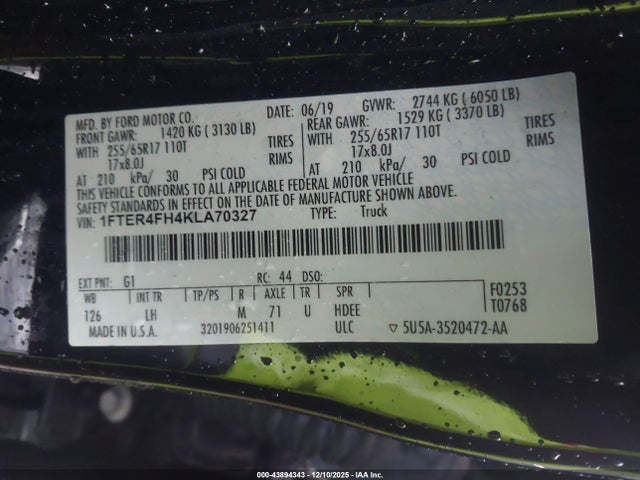 MFD. BY FORD MOTOR CO. DATE: 06/19 GVWR: 2744 KG ( 6050 LB)
FRONT GAWR: 1420 KG ( 3130 LB) REAR GAWR: 1529 KG ( 3370 LB)
WITH 255/65R17 110T TIRES WITH 255/65R17 110T TIRES
17x8.0J RIMS 17x8.0J RIMS
AT 210 kPa/ 30 PSI COLD AT 210 kPa/ 30 PSI COLD
THIS VEHICLE CONFORMS TO ALL APPLICABLE FEDERAL MOTOR VEHICLE
SAFETY STANDARDS IN EFFECT ON THE DATE OF MANUFACTURE SHOWN ABOVE.
VIN: 1FTER4FH4KLA70327 TYPE: Truck
EXT PNT: G1 RC: 44 DSO: F0253
WB INT TR TP/PS R AXLE TR SPR T0768
126 LH M 71 U HDEE
MADE IN U.S.A. 3201906251411 ULC ▽ 5U5A-3520472-AA
000-43894343 - 12/10/2025 - IAA Inc.